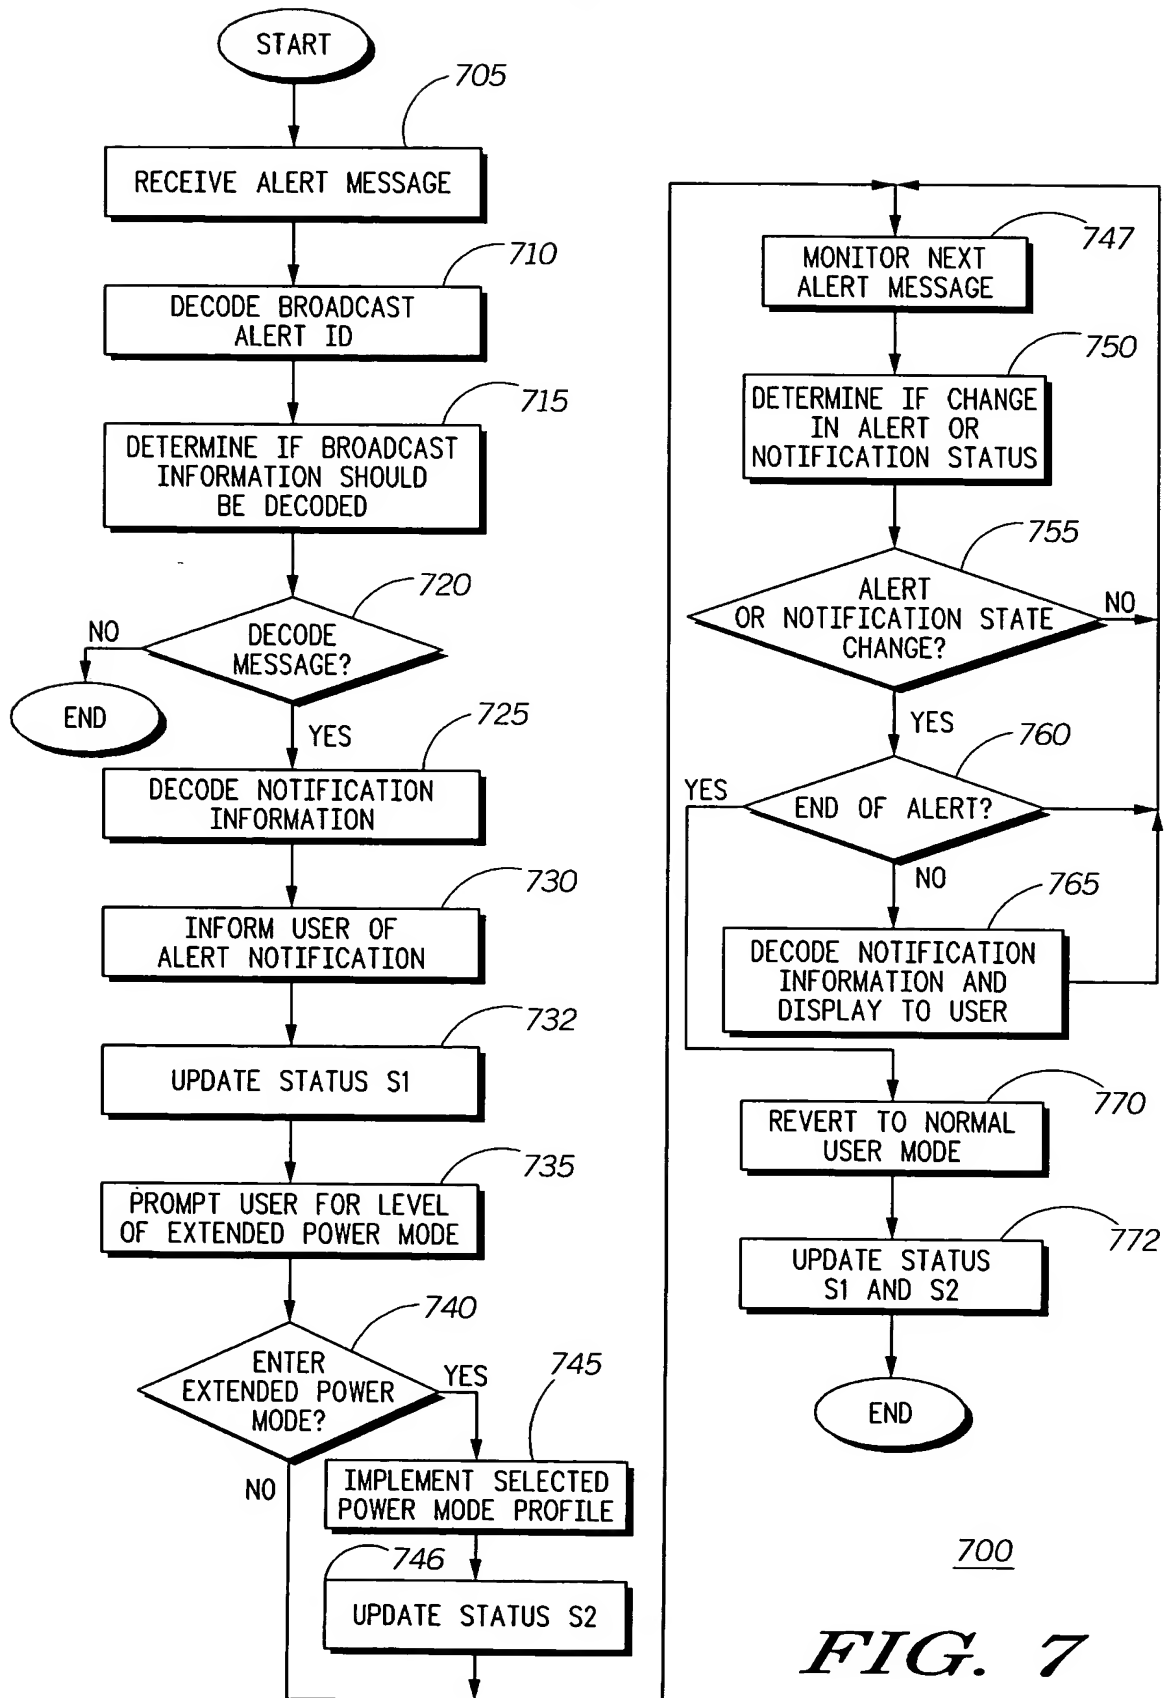 START
705
RECEIVE ALERT MESSAGE
710
DECODE BROADCAST
ALERT ID
715
DETERMINE IF BROADCAST
INFORMATION SHOULD
BE DECODED
720
NO
DECODE
MESSAGE?
END
YES
725
DECODE NOTIFICATION
INFORMATION
730
INFORM USER OF
ALERT NOTIFICATION
732
UPDATE STATUS S1
735
PROMPT USER FOR LEVEL
OF EXTENDED POWER MODE
740
ENTER
EXTENDED POWER
MODE?
YES
745
NO
IMPLEMENT SELECTED
POWER MODE PROFILE
746
UPDATE STATUS S2
747
MONITOR NEXT
ALERT MESSAGE
750
DETERMINE IF CHANGE
IN ALERT OR
NOTIFICATION STATUS
755
ALERT
OR NOTIFICATION STATE
CHANGE?
NO
YES
760
YES
END OF ALERT?
NO
765
DECODE NOTIFICATION
INFORMATION AND
DISPLAY TO USER
770
REVERT TO NORMAL
USER MODE
772
UPDATE STATUS
S1 AND S2
END
700
FIG. 7